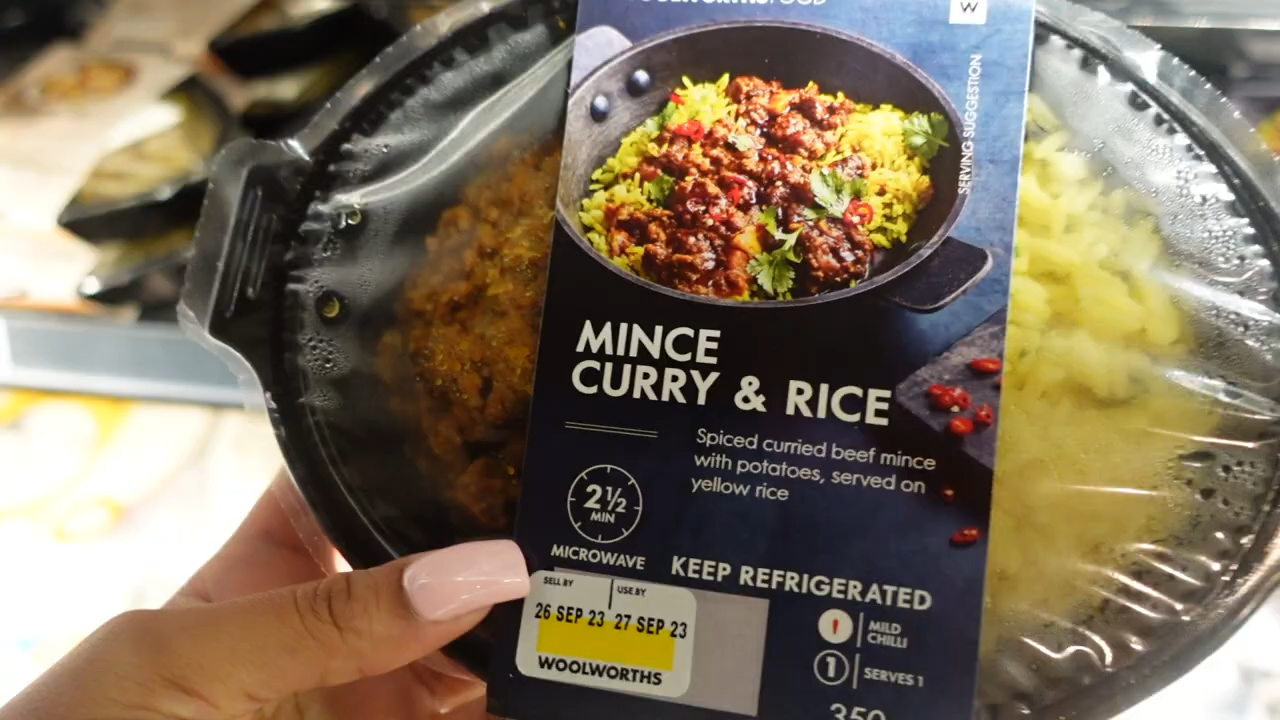 W
SERVING SUGGESTION
MINCE
CURRY & RICE
Spiced curried beef mince
with potatoes, served on
yellow rice
2½
MIN
MICROWAVE
KEEP REFRIGERATED
SELL BY
USE BY
26 SEP 23
27 SEP 23
WOOLWORTHS
MILD
CHILLI
1
SERVES 1
350